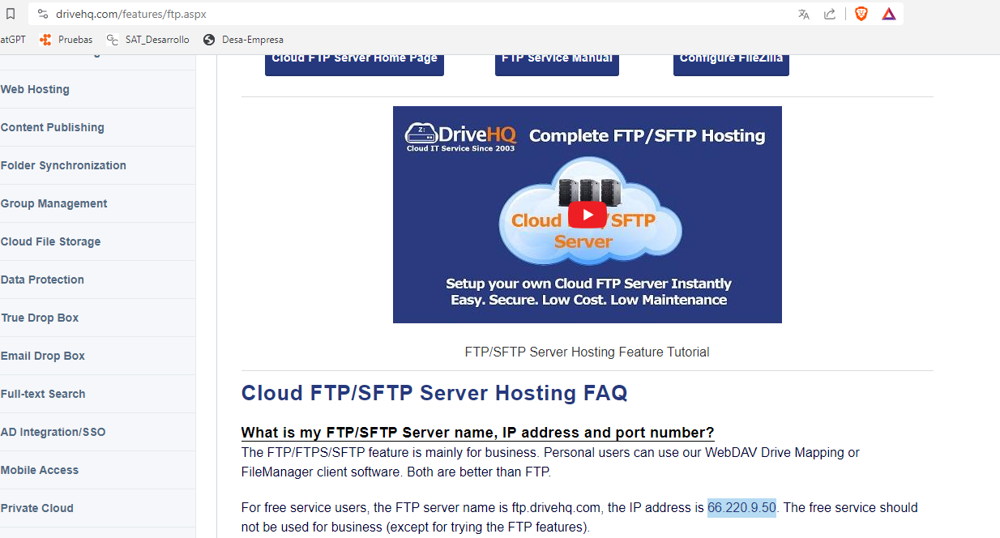 drivehq.com/features/ftp.aspx
atGPT Pruebas SAT_Desarrollo Desa-Empresa
Cloud FTP Server Home Page FTP Service Manual Configure FileZilla
Web Hosting
Content Publishing
Folder Synchronization
Group Management
Cloud File Storage
Data Protection
True Drop Box
Email Drop Box
Full-text Search
AD Integration/SSO
Mobile Access
Private Cloud
Z:
DriveHQ Complete FTP/SFTP Hosting
Cloud IT Service Since 2003
Cloud /SFTP
Server
Setup your own Cloud FTP Server Instantly
Easy. Secure. Low Cost. Low Maintenance
FTP/SFTP Server Hosting Feature Tutorial
Cloud FTP/SFTP Server Hosting FAQ
What is my FTP/SFTP Server name, IP address and port number?
The FTP/FTPS/SFTP feature is mainly for business. Personal users can use our WebDAV Drive Mapping or
FileManager client software. Both are better than FTP.
For free service users, the FTP server name is ftp.drivehq.com, the IP address is 66.220.9.50. The free service should
not be used for business (except for trying the FTP features).